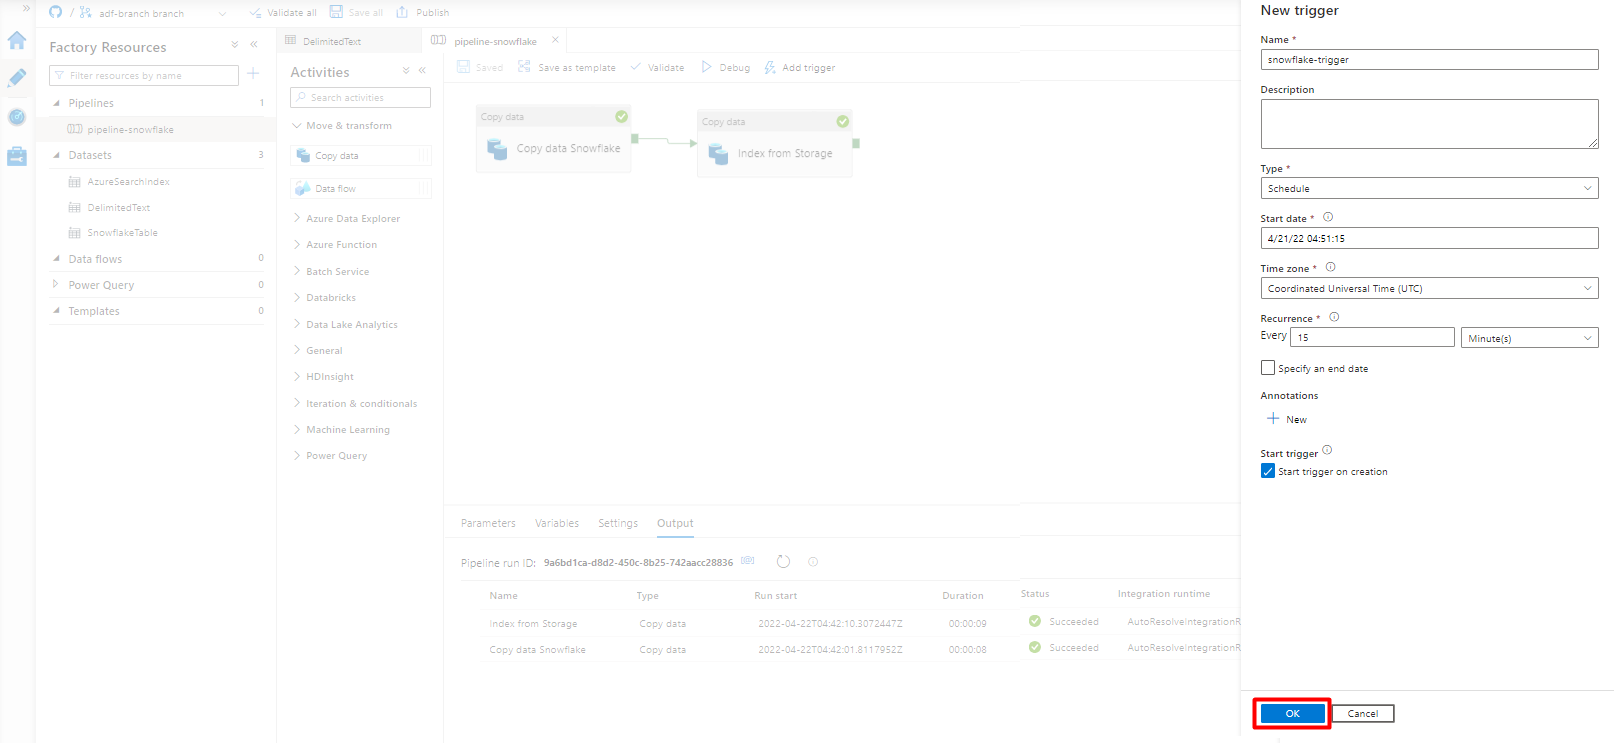 adf-branch branch
Validate all
Save all
Publish
Factory Resources
Filter resources by name
Pipelines 1
pipeline-snowflake
Datasets 3
AzureSearchIndex
DelimitedText
SnowflakeTable
Data flows 0
Power Query 0
Templates 0
DelimitedText
pipeline-snowflake
Activities
Search activities
Move & transform
Copy data
Data flow
Azure Data Explorer
Azure Function
Batch Service
Databricks
Data Lake Analytics
General
HDInsight
Iteration & conditionals
Machine Learning
Power Query
Saved
Save as template
Validate
Debug
Add trigger
Copy data
Copy data Snowflake
Copy data
Index from Storage
Parameters Variables Settings Output
Pipeline run ID: 9a6bd1ca-d8d2-450c-8b25-742aacc28836
Name Type Run start Duration Status Integration runtime
Index from Storage Copy data 2022-04-22T04:42:10.3072447Z 00:00:09 Succeeded AutoResolveIntegrationR
Copy data Snowflake Copy data 2022-04-22T04:42:01.8117952Z 00:00:08 Succeeded AutoResolveIntegrationR
New trigger
Name *
snowflake-trigger
Description
Type *
Schedule
Start date *
4/21/22 04:51:15
Time zone *
Coordinated Universal Time (UTC)
Recurrence *
Every 15 Minute(s)
Specify an end date
Annotations
New
Start trigger
Start trigger on creation
OK
Cancel